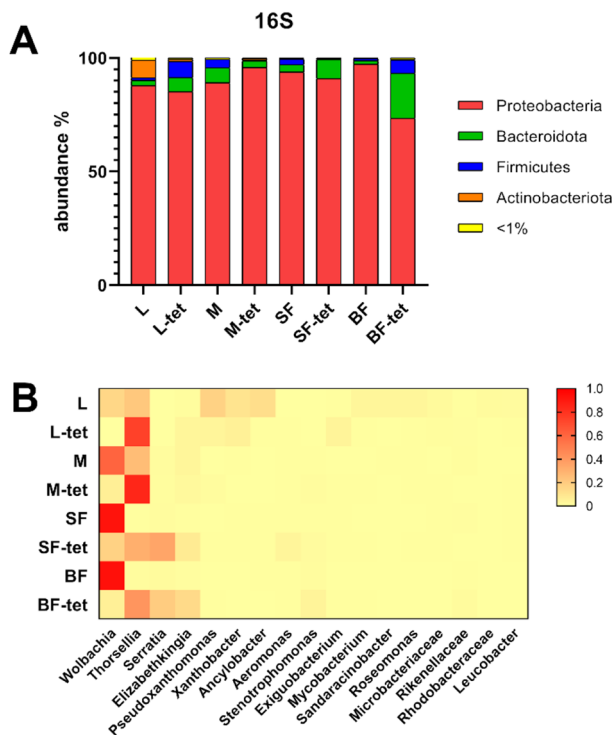 16S
A
abundance %
100
50
0
L
L-tet
M
M-tet
SF
SF-tet
BF
BF-tet
Proteobacteria
Bacteroidota
Firmicutes
Actinobacteriota
<1%
B
L
L-tet
M
M-tet
SF
SF-tet
BF
BF-tet
Wolbachia
Thorsellia
Serratia
Elizabethkingia
Pseudoxanthomonas
Xanthobacter
Ancylobacter
Aeromonas
Stenotrophomonas
Exiguobacterium
Mycobacterium
Sandaracinobacter
Roseomonas
Microbacteriaceae
Rikenellaceae
Rhodobacteraceae
Leucobacter
1.0
0.8
0.6
0.4
0.2
0